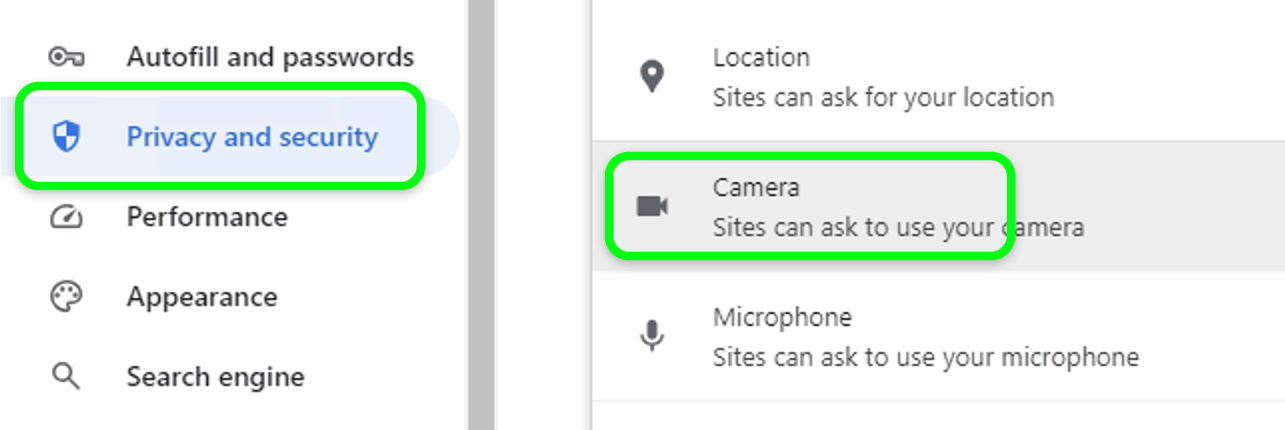 Autofill and passwords
Privacy and security
Performance
Appearance
Search engine
Location
Sites can ask for your location
Camera
Sites can ask to use your camera
Microphone
Sites can ask to use your microphone